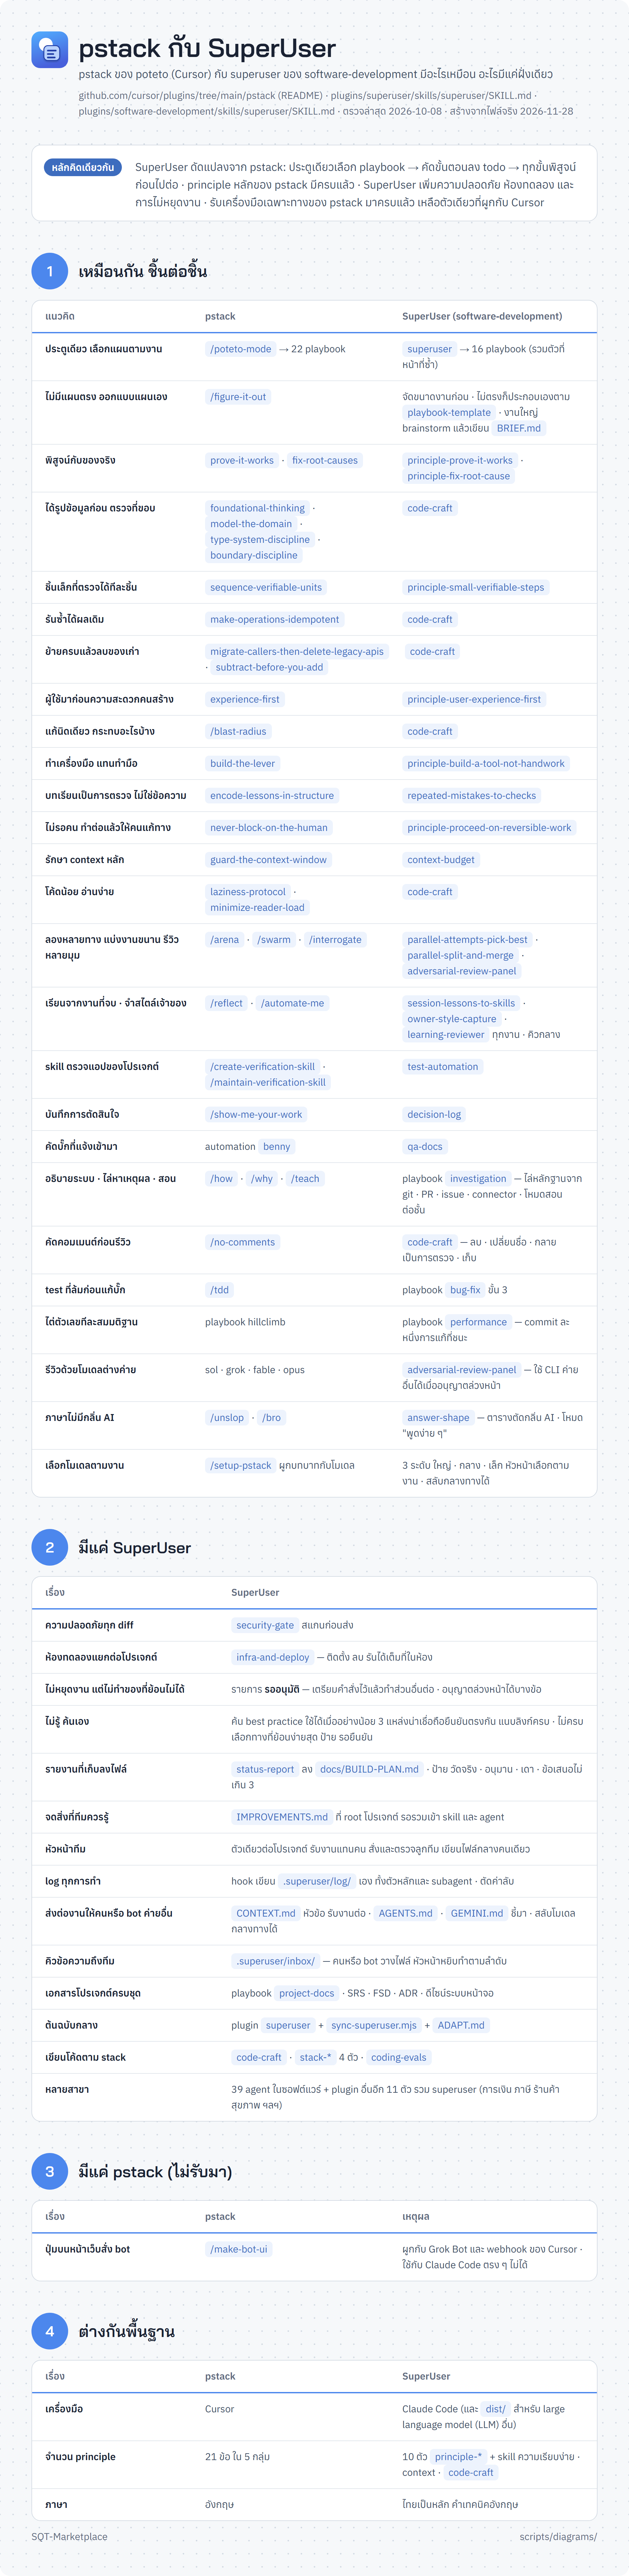 pstack กับ SuperUser
pstack ของ poteto (Cursor) กับ superuser ของ software-development มีอะไรเหมือน อะไรมีแค่ฝั่งเดียว
github.com/cursor/plugins/tree/main/pstack (README) · plugins/superuser/skills/superuser/SKILL.md ·
plugins/software-development/skills/superuser/SKILL.md · ตรวจล่าสุด 2026-10-08 · สร้างจากไฟล์จริง 2026-11-28
หลักคิดเดียวกัน
SuperUser ดัดแปลงจาก pstack: ประตูเดียวเลือก playbook → คัดขั้นตอนลง todo → ทุกขั้นพิสูจน์
ก่อนไปต่อ · principle หลักของ pstack มีครบแล้ว · SuperUser เพิ่มความปลอดภัย ห้องทดลอง และ
การไม่หยุดงาน · รับเครื่องมือเฉพาะทางของ pstack มาครบแล้ว เหลือตัวเดียวที่ผูกกับ Cursor
1 เหมือนกัน ชิ้นต่อชิ้น
แนวคิด pstack SuperUser (software-development)
ประตูเดียว เลือกแผนตามงาน /poteto-mode → 22 playbook superuser → 16 playbook (รวมตัวที่
หน้าที่ซ้ำ)
ไม่มีแผนตรง ออกแบบแผนเอง /figure-it-out จัดขนาดงานก่อน · ไม่ตรงก็ประกอบเองตาม
playbook-template · งานใหญ่
brainstorm แล้วเขียน BRIEF.md
พิสูจน์กับของจริง prove-it-works · fix-root-causes principle-prove-it-works ·
principle-fix-root-cause
ได้รูปข้อมูลก่อน ตรวจที่ขอบ foundational-thinking · code-craft
model-the-domain ·
type-system-discipline ·
boundary-discipline
ชิ้นเล็กที่ตรวจได้ทีละชิ้น sequence-verifiable-units principle-small-verifiable-steps
รันซ้ำได้ผลเดิม make-operations-idempotent code-craft
ย้ายครบแล้วลบของเก่า migrate-callers-then-delete-legacy-apis code-craft
· subtract-before-you-add
ผู้ใช้มาก่อนความสะดวกคนสร้าง experience-first principle-user-experience-first
แก้นิดเดียว กระทบอะไรบ้าง /blast-radius code-craft
ทำเครื่องมือ แทนทำมือ build-the-lever principle-build-a-tool-not-handwork
บทเรียนเป็นการตรวจ ไม่ใช่ข้อความ encode-lessons-in-structure repeated-mistakes-to-checks
ไม่รอคน ทำต่อแล้วให้คนแก้ทาง never-block-on-the-human principle-proceed-on-reversible-work
รักษา context หลัก guard-the-context-window context-budget
โค้ดน้อย อ่านง่าย laziness-protocol · code-craft
minimize-reader-load
ลองหลายทาง แบ่งงานขนาน รีวิว /arena · /swarm · /interrogate parallel-attempts-pick-best ·
หลายมุม parallel-split-and-merge ·
adversarial-review-panel
เรียนจากงานที่จบ · จำสไตล์เจ้าของ /reflect · /automate-me session-lessons-to-skills ·
owner-style-capture ·
learning-reviewer ทุกงาน · คิวกลาง
skill ตรวจแอปของโปรเจกต์ /create-verification-skill · test-automation
/maintain-verification-skill
บันทึกการตัดสินใจ /show-me-your-work decision-log
คัดบั๊กที่แจ้งเข้ามา automation benny qa-docs
อธิบายระบบ · ไล่หาเหตุผล · สอน /how · /why · /teach playbook investigation — ไล่หลักฐานจาก
git · PR · issue · connector · โหมดสอน
ต่อชั้น
คัดคอมเมนต์ก่อนรีวิว /no-comments code-craft — ลบ · เปลี่ยนชื่อ · กลาย
เป็นการตรวจ · เก็บ
test ที่ล้มก่อนแก้บั๊ก /tdd playbook bug-fix ขั้น 3
ไต่ตัวเลขทีละสมมติฐาน playbook hillclimb playbook performance — commit ละ
หนึ่งการแก้ที่ชนะ
รีวิวด้วยโมเดลต่างค่าย sol · grok · fable · opus adversarial-review-panel — ใช้ CLI ค่าย
อื่นได้เมื่ออนุญาตล่วงหน้า
ภาษาไม่มีกลิ่น AI /unslop · /bro answer-shape — ตารางตัดกลิ่น AI · โหมด
"พูดง่าย ๆ"
เลือกโมเดลตามงาน /setup-pstack ผูกบทบาทกับโมเดล 3 ระดับ ใหญ่ · กลาง · เล็ก หัวหน้าเลือกตาม
งาน · สลับกลางทางได้
2 มีแค่ SuperUser
เรื่อง SuperUser
ความปลอดภัยทุก diff security-gate สแกนก่อนส่ง
ห้องทดลองแยกต่อโปรเจกต์ infra-and-deploy — ติดตั้ง ลบ รันได้เต็มที่ในห้อง
ไม่หยุดงาน แต่ไม่ทำของที่ย้อนไม่ได้ รายการ รออนุมัติ — เตรียมคำสั่งไว้แล้วทำส่วนอื่นต่อ · อนุญาตล่วงหน้าได้บางข้อ
ไม่รู้ ค้นเอง ค้น best practice ใช้ได้เมื่ออย่างน้อย 3 แหล่งน่าเชื่อถือยืนยันตรงกัน แนบลิงก์ครบ · ไม่ครบ
เลือกทางที่ย้อนง่ายสุด ป้าย รอยืนยัน
รายงานที่เก็บลงไฟล์ status-report ลง docs/BUILD-PLAN.md · ป้าย วัดจริง · อนุมาน · เดา · ข้อเสนอไม่
เกิน 3
จดสิ่งที่ทีมควรรู้ IMPROVEMENTS.md ที่ root โปรเจกต์ รอรวมเข้า skill และ agent
หัวหน้าทีม ตัวเดียวต่อโปรเจกต์ รับงานแทนคน สั่งและตรวจลูกทีม เขียนไฟล์กลางคนเดียว
log ทุกการทำ hook เขียน .superuser/log/ เอง ทั้งตัวหลักและ subagent · ตัดค่าลับ
ส่งต่องานให้คนหรือ bot ค่ายอื่น CONTEXT.md หัวข้อ รับงานต่อ · AGENTS.md · GEMINI.md ชี้มา · สลับโมเดล
กลางทางได้
คิวข้อความถึงทีม .superuser/inbox/ — คนหรือ bot วางไฟล์ หัวหน้าหยิบทำตามลำดับ
เอกสารโปรเจกต์ครบชุด playbook project-docs · SRS · FSD · ADR · ดีไซน์ระบบหน้าจอ
ต้นฉบับกลาง plugin superuser + sync-superuser.mjs + ADAPT.md
เขียนโค้ดตาม stack code-craft · stack-* 4 ตัว · coding-evals
หลายสาขา 39 agent ในซอฟต์แวร์ + plugin อื่นอีก 11 ตัว รวม superuser (การเงิน ภาษี ร้านค้า
สุขภาพ ฯลฯ)
3 มีแค่ pstack (ไม่รับมา)
เรื่อง pstack เหตุผล
ปุ่มบนหน้าเว็บสั่ง bot /make-bot-ui ผูกกับ Grok Bot และ webhook ของ Cursor ·
ใช้กับ Claude Code ตรง ๆ ไม่ได้
4 ต่างกันพื้นฐาน
เรื่อง pstack SuperUser
เครื่องมือ Cursor Claude Code (และ dist/ สำหรับ large
language model (LLM) อื่น)
จำนวน principle 21 ข้อ ใน 5 กลุ่ม 10 ตัว principle-* + skill ความเรียบง่าย ·
context · code-craft
ภาษา อังกฤษ ไทยเป็นหลัก คำเทคนิคอังกฤษ
SQT-Marketplace scripts/diagrams/